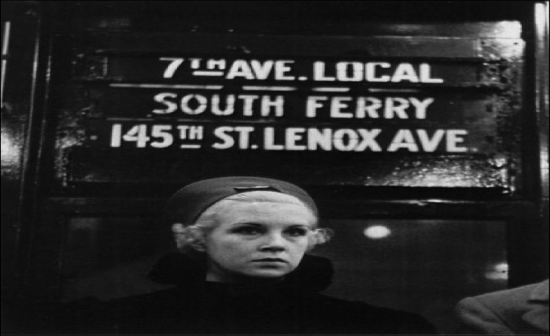 7TH AVE. LOCAL
SOUTH FERRY
145TH ST. LENOX AVE